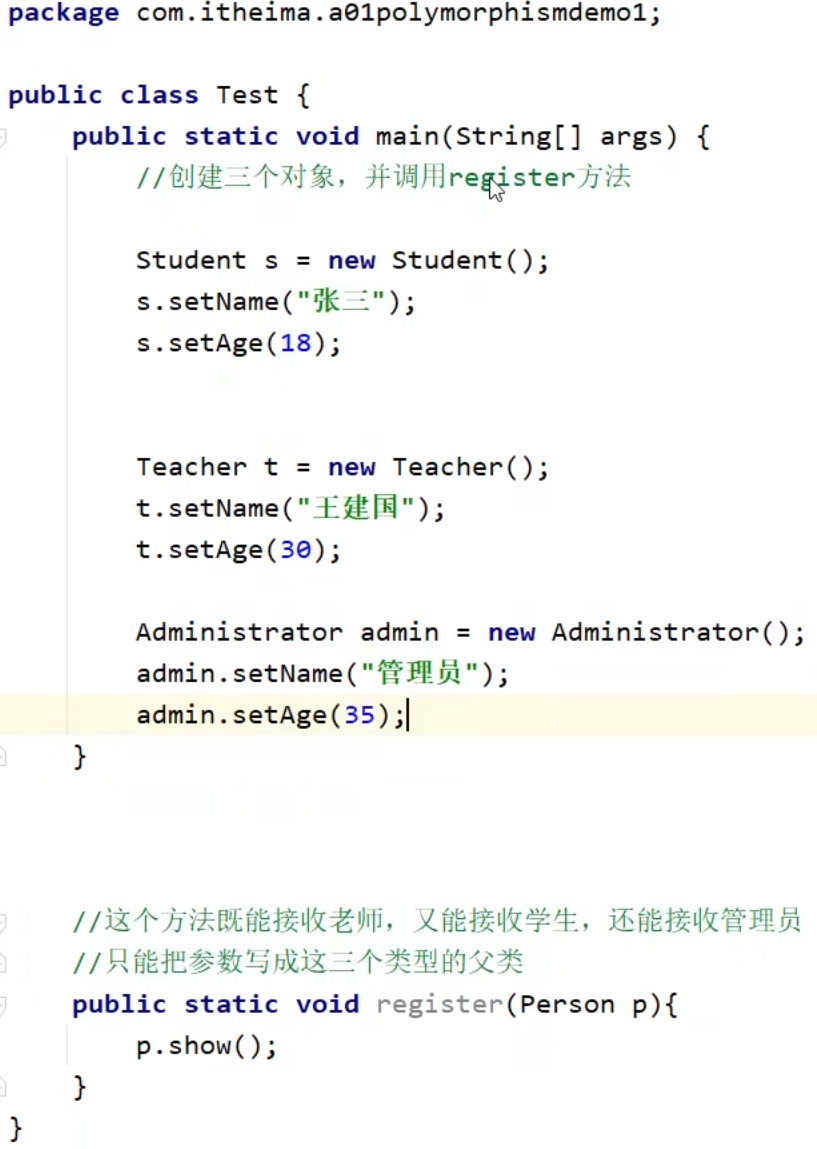 package com.itheima.a01polymorphismdemo1;
public class Test {
public static void main(String[] args) {
//创建三个对象，并调用register方法
Student s = new Student();
s.setName("张三");
s.setAge(18);
Teacher t = new Teacher();
t.setName("王建国");
t.setAge(30);
Administrator admin = new Administrator();
admin.setName("管理员");
admin.setAge(35);
}
//这个方法既能接收老师，又能接收学生，还能接收管理员
//只能把参数写成这三个类型的父类
public static void register(Person p){
p.show();
}
}